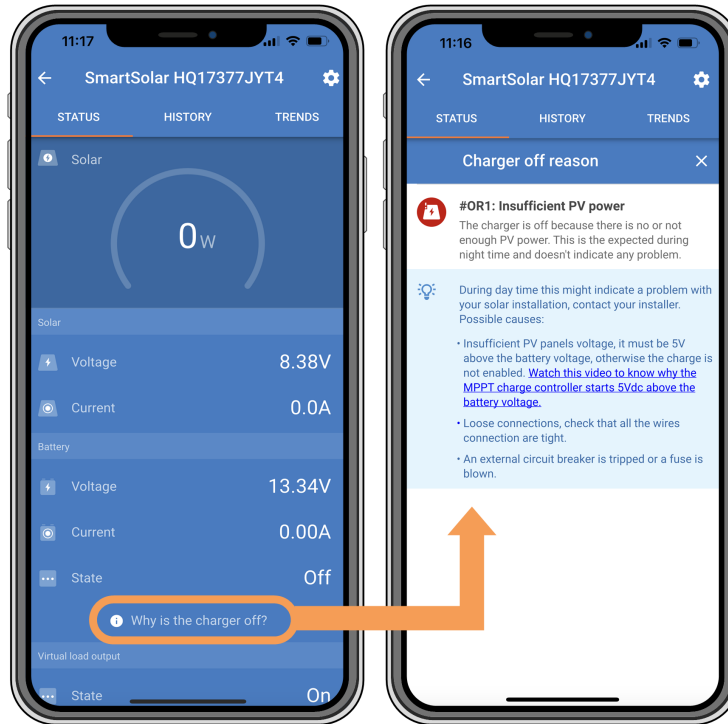 11:17
SmartSolar HQ17377JYT4
STATUS HISTORY TRENDS
Solar
0W
Solar
Voltage 8.38V
Current 0.0A
Battery
Voltage 13.34V
Current 0.00A
State Off
Why is the charger off?
Virtual load output
State On
11:16
SmartSolar HQ17377JYT4
STATUS HISTORY TRENDS
Charger off reason
#OR1: Insufficient PV power
The charger is off because there is no or not
enough PV power. This is the expected during
night time and doesn't indicate any problem.
During day time this might indicate a problem with
your solar installation, contact your installer.
Possible causes:
• Insufficient PV panels voltage, it must be 5V
above the battery voltage, otherwise the charge is
not enabled. Watch this video to know why the
MPPT charge controller starts 5Vdc above the
battery voltage.
• Loose connections, check that all the wires
connection are tight.
• An external circuit breaker is tripped or a fuse is
blown.